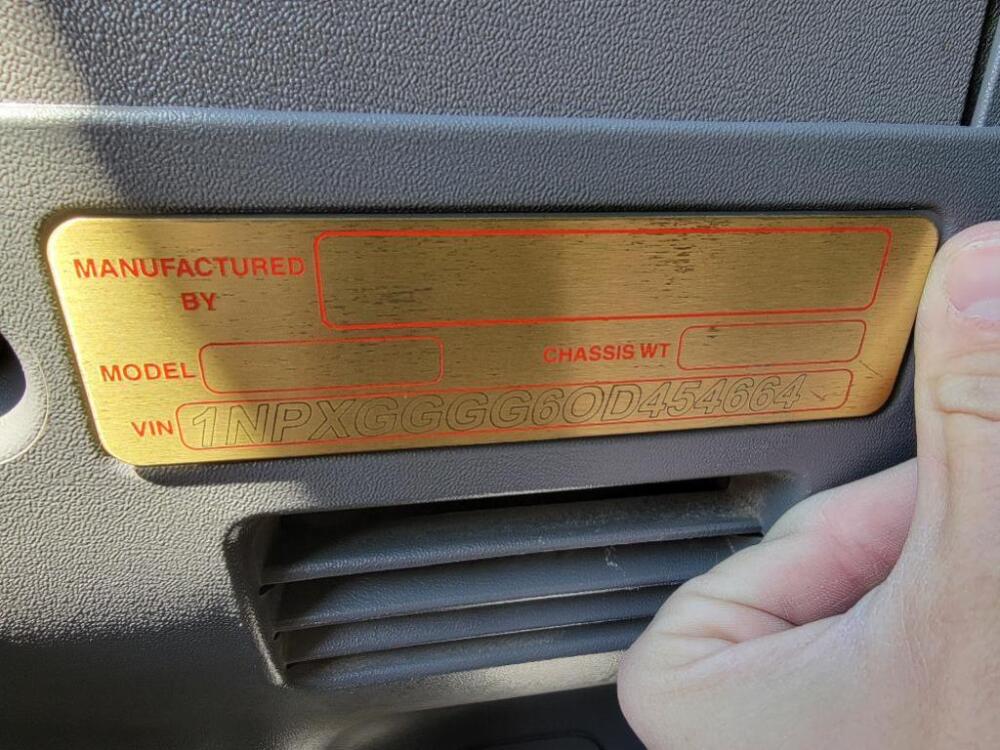 MANUFACTURED
BY
MODEL
CHASSIS WT
VIN 1NPXGGGG6OD454664